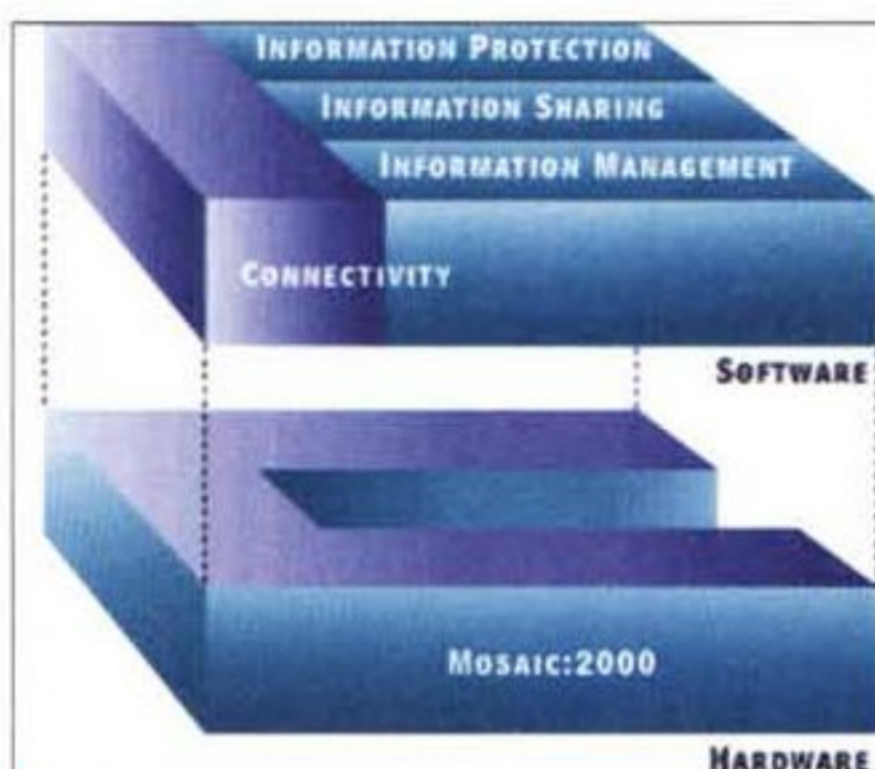 INFORMATION PROTECTION
INFORMATION SHARING
INFORMATION MANAGEMENT
CONNECTIVITY
SOFTWARE
MOSAIC:2000
HARDWARE